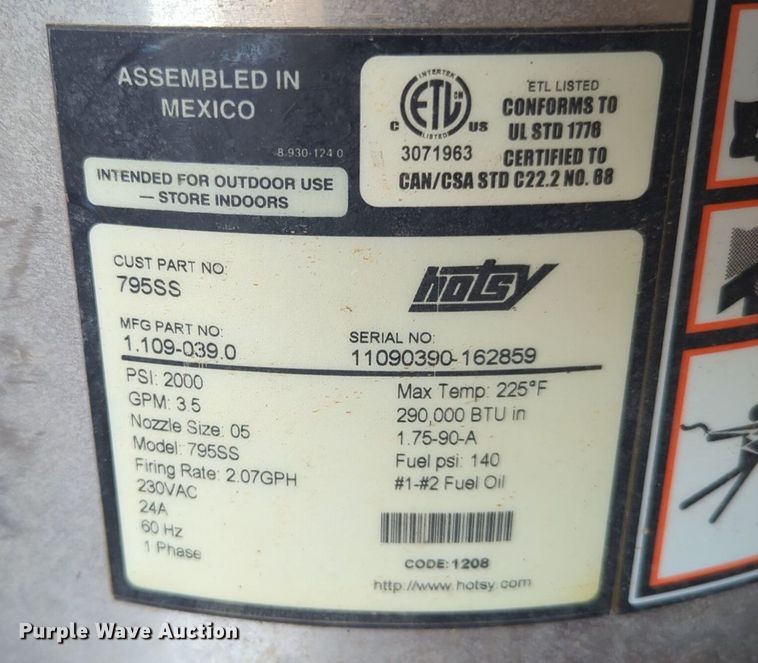 ASSEMBLED IN
MEXICO
8.930-124.0
INTENDED FOR OUTDOOR USE
— STORE INDOORS
INTERTEK
ETL
CM
LISTED
C US
3071963
ETL LISTED
CONFORMS TO
UL STD 1776
CERTIFIED TO
CAN/CSA STD C22.2 NO. 68
CUST PART NO:
795SS
hotsy
MFG PART NO:
1.109-039.0
SERIAL NO:
11090390-162859
PSI: 2000
GPM: 3.5
Nozzle Size: 05
Model: 795SS
Firing Rate: 2.07GPH
230VAC
24A
60 Hz
1 Phase
Max Temp: 225°F
290,000 BTU in
1.75-90-A
Fuel psi: 140
#1-#2 Fuel Oil
CODE: 1208
http://www.hotsy.com
Purple Wave Auction